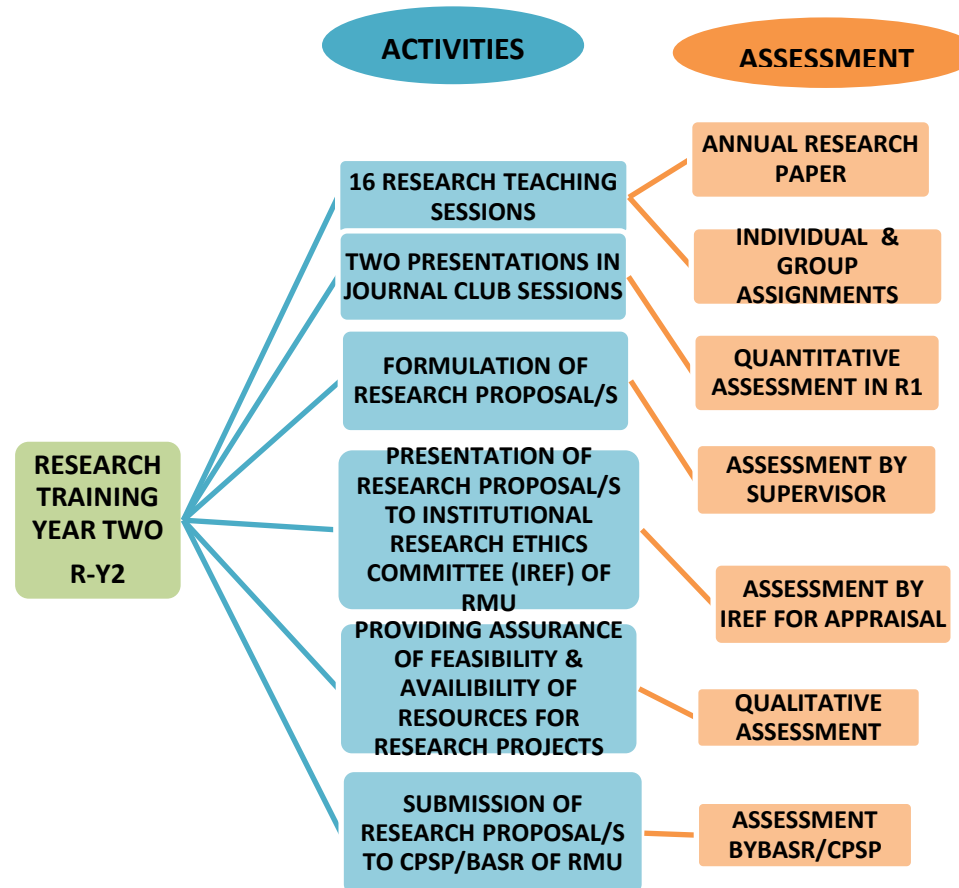 ACTIVITIES
ASSESSMENT
RESEARCH
TRAINING
YEAR TWO
R-Y2
16 RESEARCH TEACHING
SESSIONS
TWO PRESENTATIONS IN
JOURNAL CLUB SESSIONS
FORMULATION OF
RESEARCH PROPOSAL/S
PRESENTATION OF
RESEARCH PROPOSAL/S
TO INSTITUTIONAL
RESEARCH ETHICS
COMMITTEE (IREF) OF
RMU
PROVIDING ASSURANCE
OF FEASIBILITY &
AVAILIBILITY OF
RESOURCES FOR
RESEARCH PROJECTS
SUBMISSION OF
RESEARCH PROPOSAL/S
TO CPSP/BASR OF RMU
ANNUAL RESEARCH
PAPER
INDIVIDUAL &
GROUP
ASSIGNMENTS
QUANTITATIVE
ASSESSMENT IN R1
ASSESSMENT BY
SUPERVISOR
ASSESSMENT BY
IREF FOR APPRAISAL
QUALITATIVE
ASSESSMENT
ASSESSMENT
BYBASR/CPSP